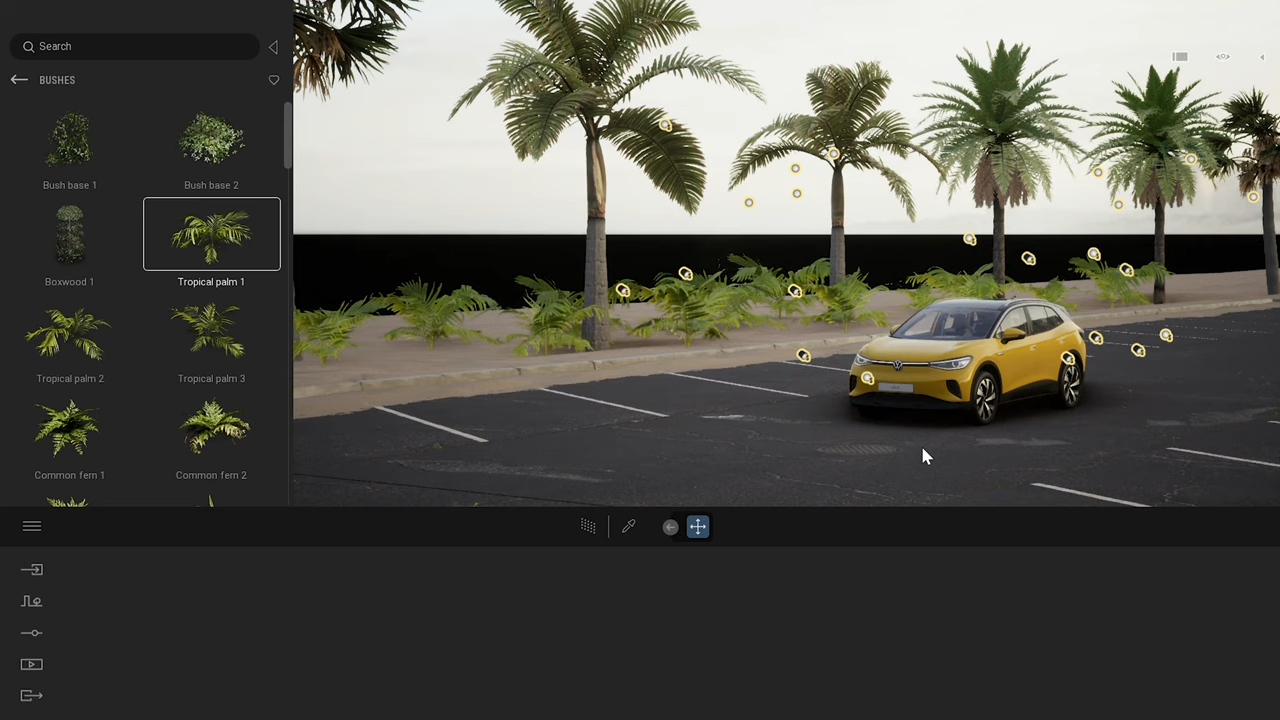 Search
BUSHES
Bush base 1
Bush base 2
Boxwood 1
Tropical palm 1
Tropical palm 2
Tropical palm 3
Common fern 1
Common fern 2